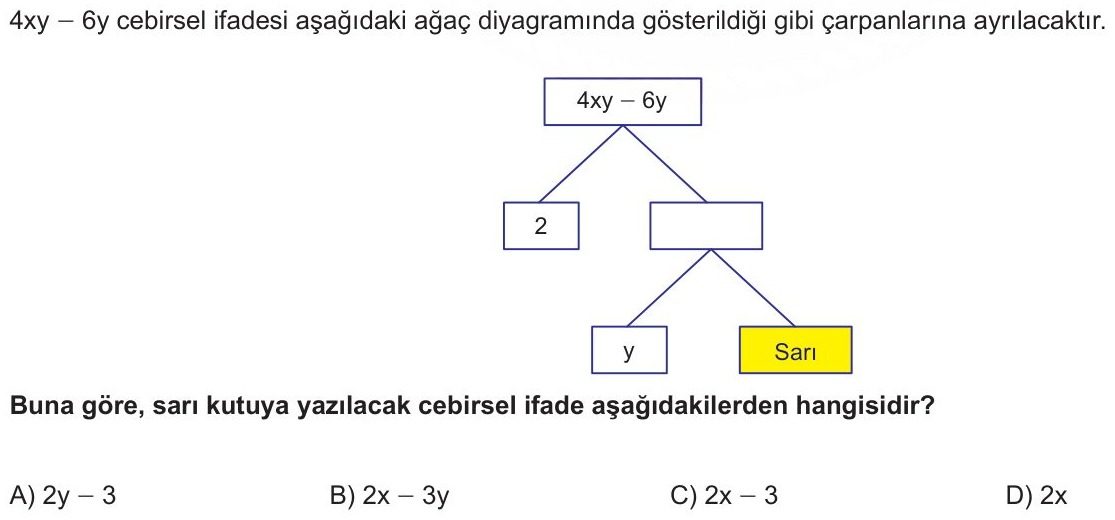 4xy − 6y cebirsel ifadesi aşağıdaki ağaç diyagramında gösterildiği gibi çarpanlarına ayrılacaktır.
4xy − 6y
2
y
Sarı
Buna göre, sarı kutuya yazılacak cebirsel ifade aşağıdakilerden hangisidir?
A) 2y − 3 B) 2x − 3y C) 2x − 3 D) 2x